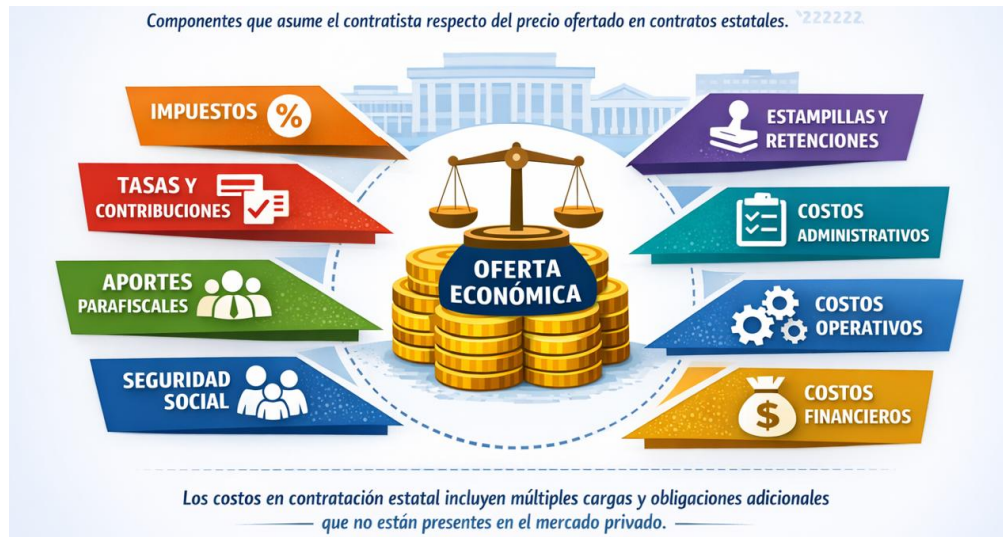 Componentes que asume el contratista respecto del precio ofertado en contratos estatales.
222222
IMPUESTOS %
TASAS Y
CONTRIBUCIONES
APORTES
PARAFISCALES
SEGURIDAD
SOCIAL
OFERTA
ECONÓMICA
ESTAMPILLAS Y
RETENCIONES
COSTOS
ADMINISTRATIVOS
COSTOS
OPERATIVOS
$
COSTOS
FINANCIEROS
Los costos en contratación estatal incluyen múltiples cargas y obligaciones adicionales
que no están presentes en el mercado privado.